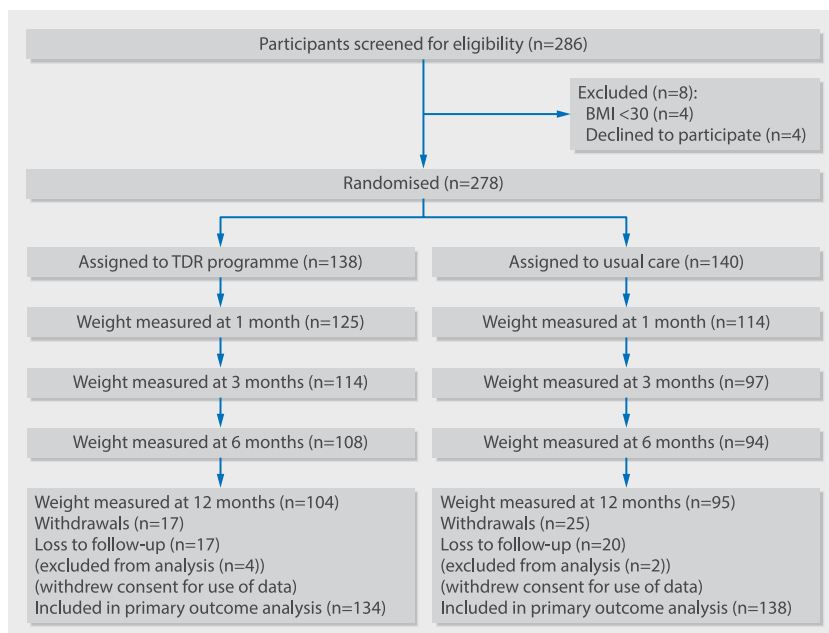 Participants screened for eligibility (n=286)
Excluded (n=8):
BMI <30 (n=4)
Declined to participate (n=4)
Randomised (n=278)
Assigned to TDR programme (n=138)
Assigned to usual care (n=140)
Weight measured at 1 month (n=125)
Weight measured at 1 month (n=114)
Weight measured at 3 months (n=114)
Weight measured at 3 months (n=97)
Weight measured at 6 months (n=108)
Weight measured at 6 months (n=94)
Weight measured at 12 months (n=104)
Withdrawals (n=17)
Loss to follow-up (n=17)
(excluded from analysis (n=4))
(withdrew consent for use of data)
Included in primary outcome analysis (n=134)
Weight measured at 12 months (n=95)
Withdrawals (n=25)
Loss to follow-up (n=20)
(excluded from analysis (n=2))
(withdrew consent for use of data)
Included in primary outcome analysis (n=138)